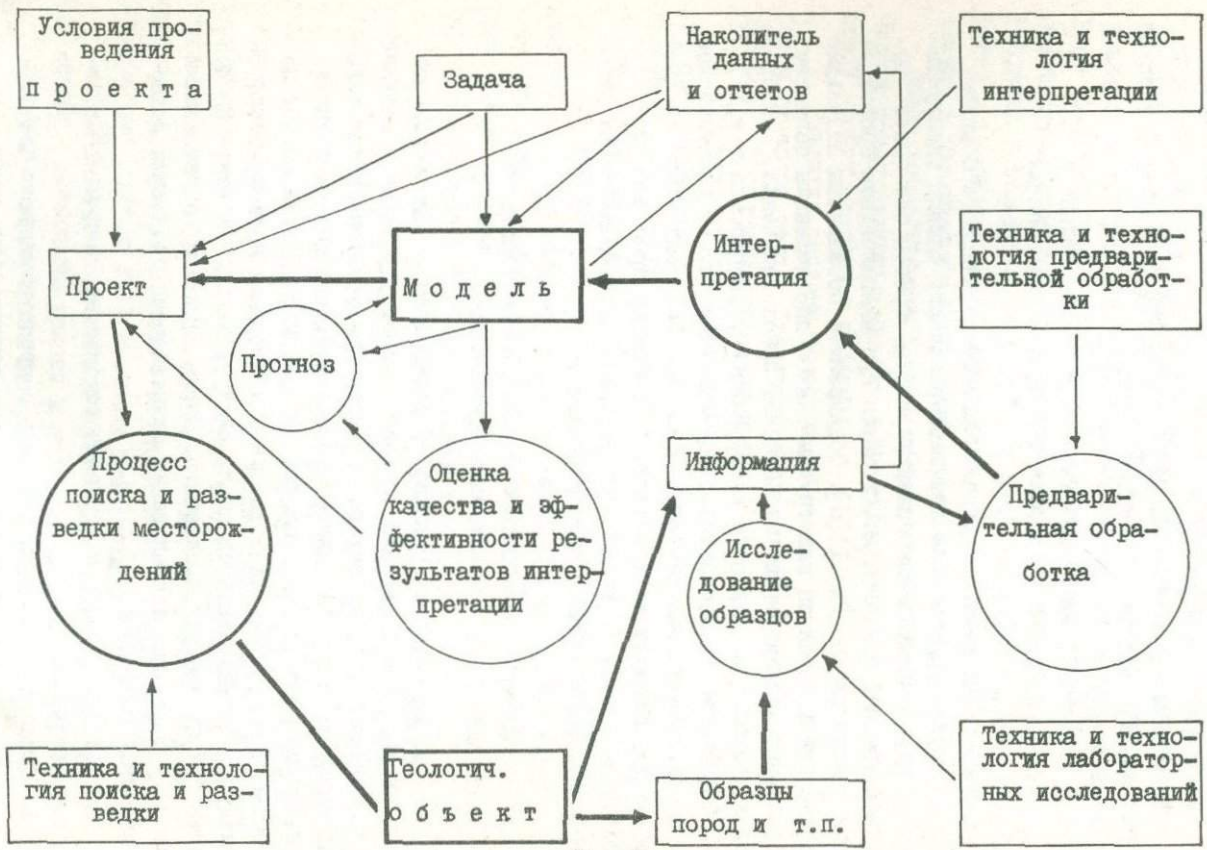 Условия про-
ведения
проекта
Задача
Накопитель
данных
и отчетов
Техника и техно-
логия
интерпретации
Проект
Модель
Интер-
претация
Техника и техно-
логия предвари-
тельной обработ-
ки
Прогноз
Процесс
поиска и раз-
ведки месторож-
дений
Оценка
качества и эф-
фективности ре-
зультатов интер-
претации
Информация
Иссле-
дование
образцов
Предвари-
тельная обра-
ботка
Техника и техноло-
гия поиска и раз-
ведки
Геологич.
объект
Образцы
пород и т.п.
Техника и техно-
логия лаборатор-
ных исследований